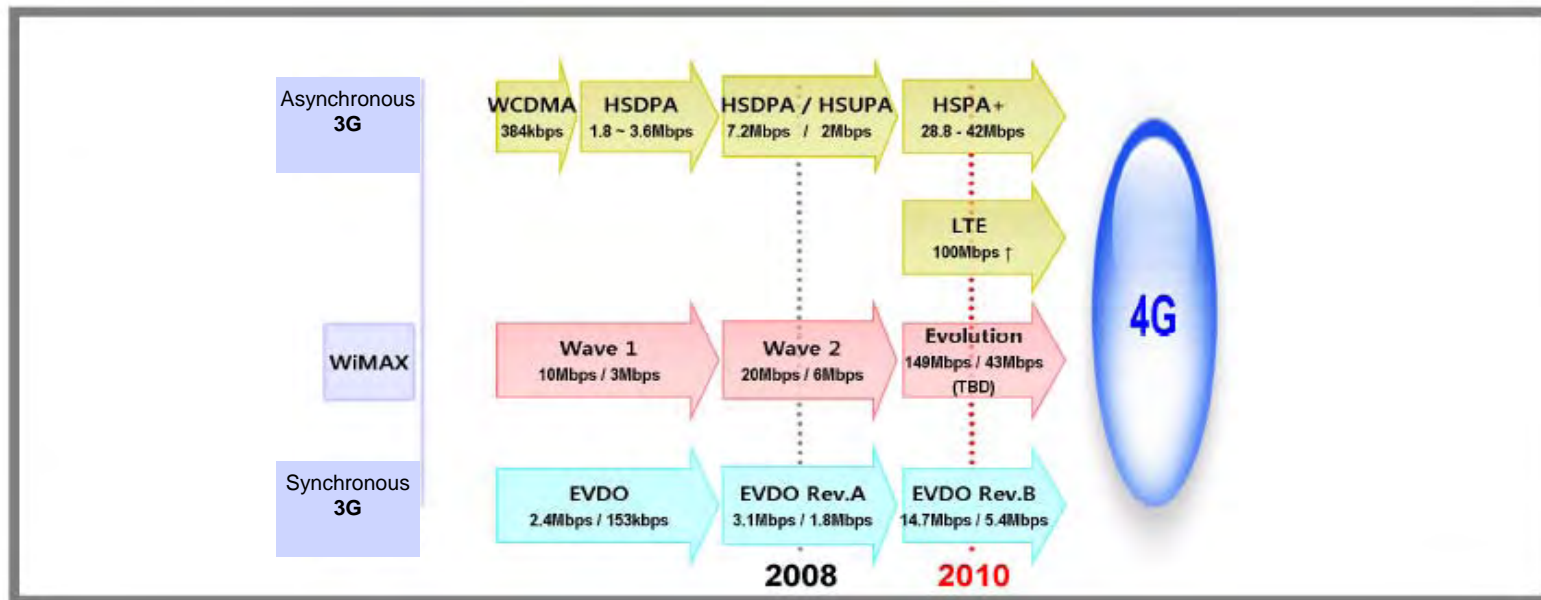 Asynchronous
3G
WCDMA
384kbps
HSDPA
1.8 ~ 3.6Mbps
HSDPA / HSUPA
7.2Mbps / 2Mbps
HSPA+
28.8 - 42Mbps
LTE
100Mbps ↑
4G
WiMAX
Wave 1
10Mbps / 3Mbps
Wave 2
20Mbps / 6Mbps
Evolution
149Mbps / 43Mbps
(TBD)
Synchronous
3G
EVDO
2.4Mbps / 153kbps
EVDO Rev.A
3.1Mbps / 1.8Mbps
EVDO Rev.B
14.7Mbps / 5.4Mbps
2008
2010